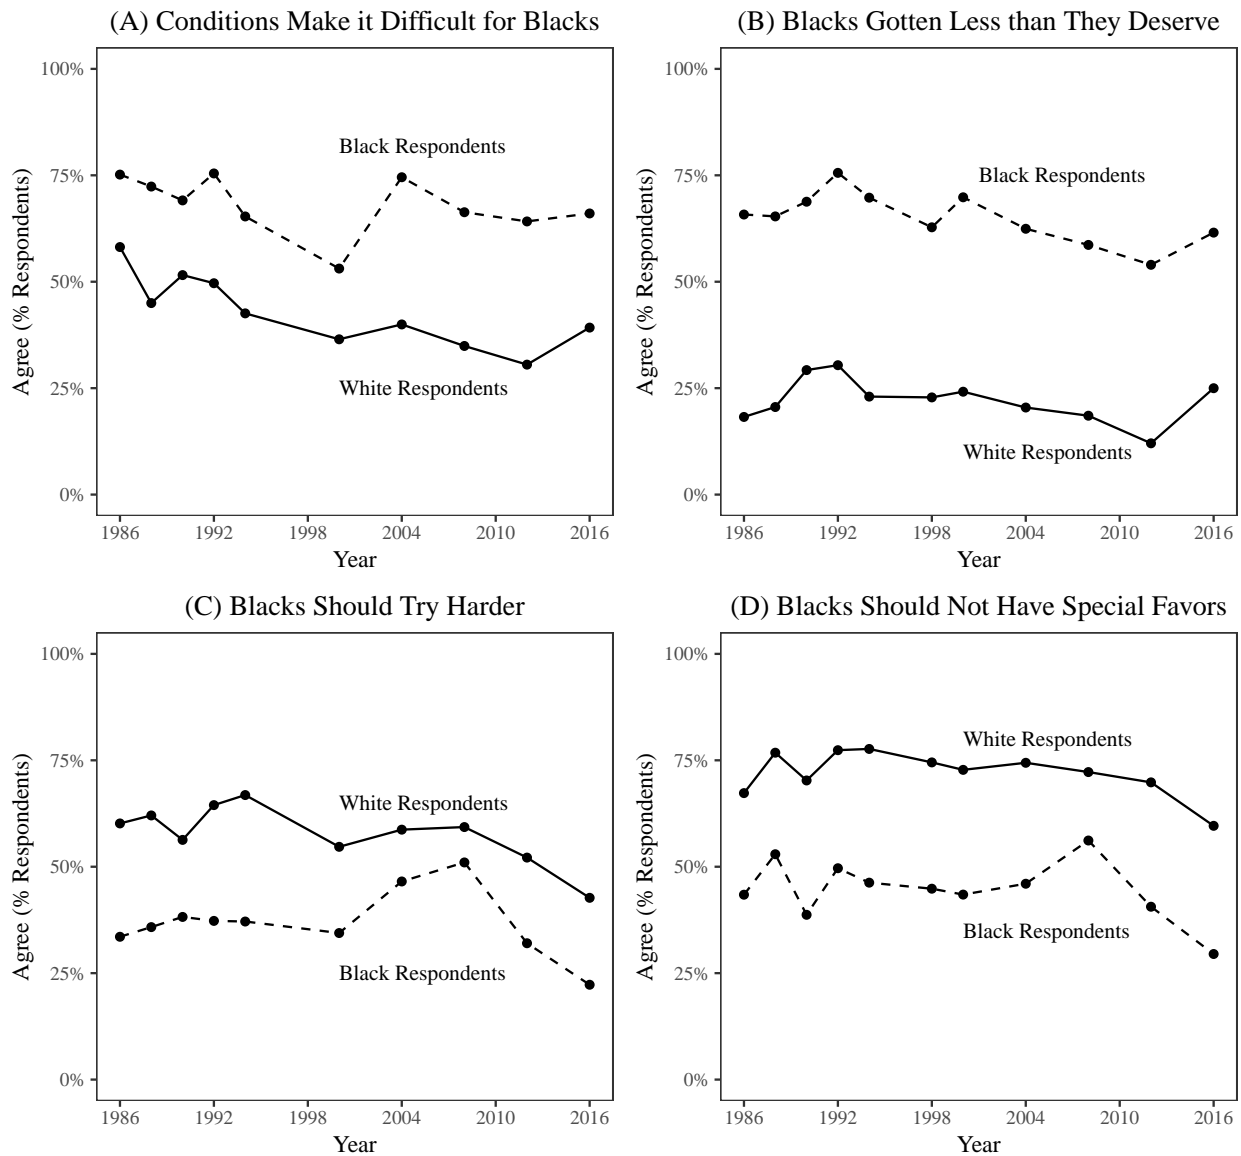 (A) Conditions Make it Difficult for Blacks
100%
75%
50%
25%
0%
Agree (% Respondents)
Black Respondents
White Respondents
1986 1992 1998 2004 2010 2016
Year
(B) Blacks Gotten Less than They Deserve
100%
75%
50%
25%
0%
Agree (% Respondents)
Black Respondents
White Respondents
1986 1992 1998 2004 2010 2016
Year
(C) Blacks Should Try Harder
100%
75%
50%
25%
0%
Agree (% Respondents)
White Respondents
Black Respondents
1986 1992 1998 2004 2010 2016
Year
(D) Blacks Should Not Have Special Favors
100%
75%
50%
25%
0%
Agree (% Respondents)
White Respondents
Black Respondents
1986 1992 1998 2004 2010 2016
Year